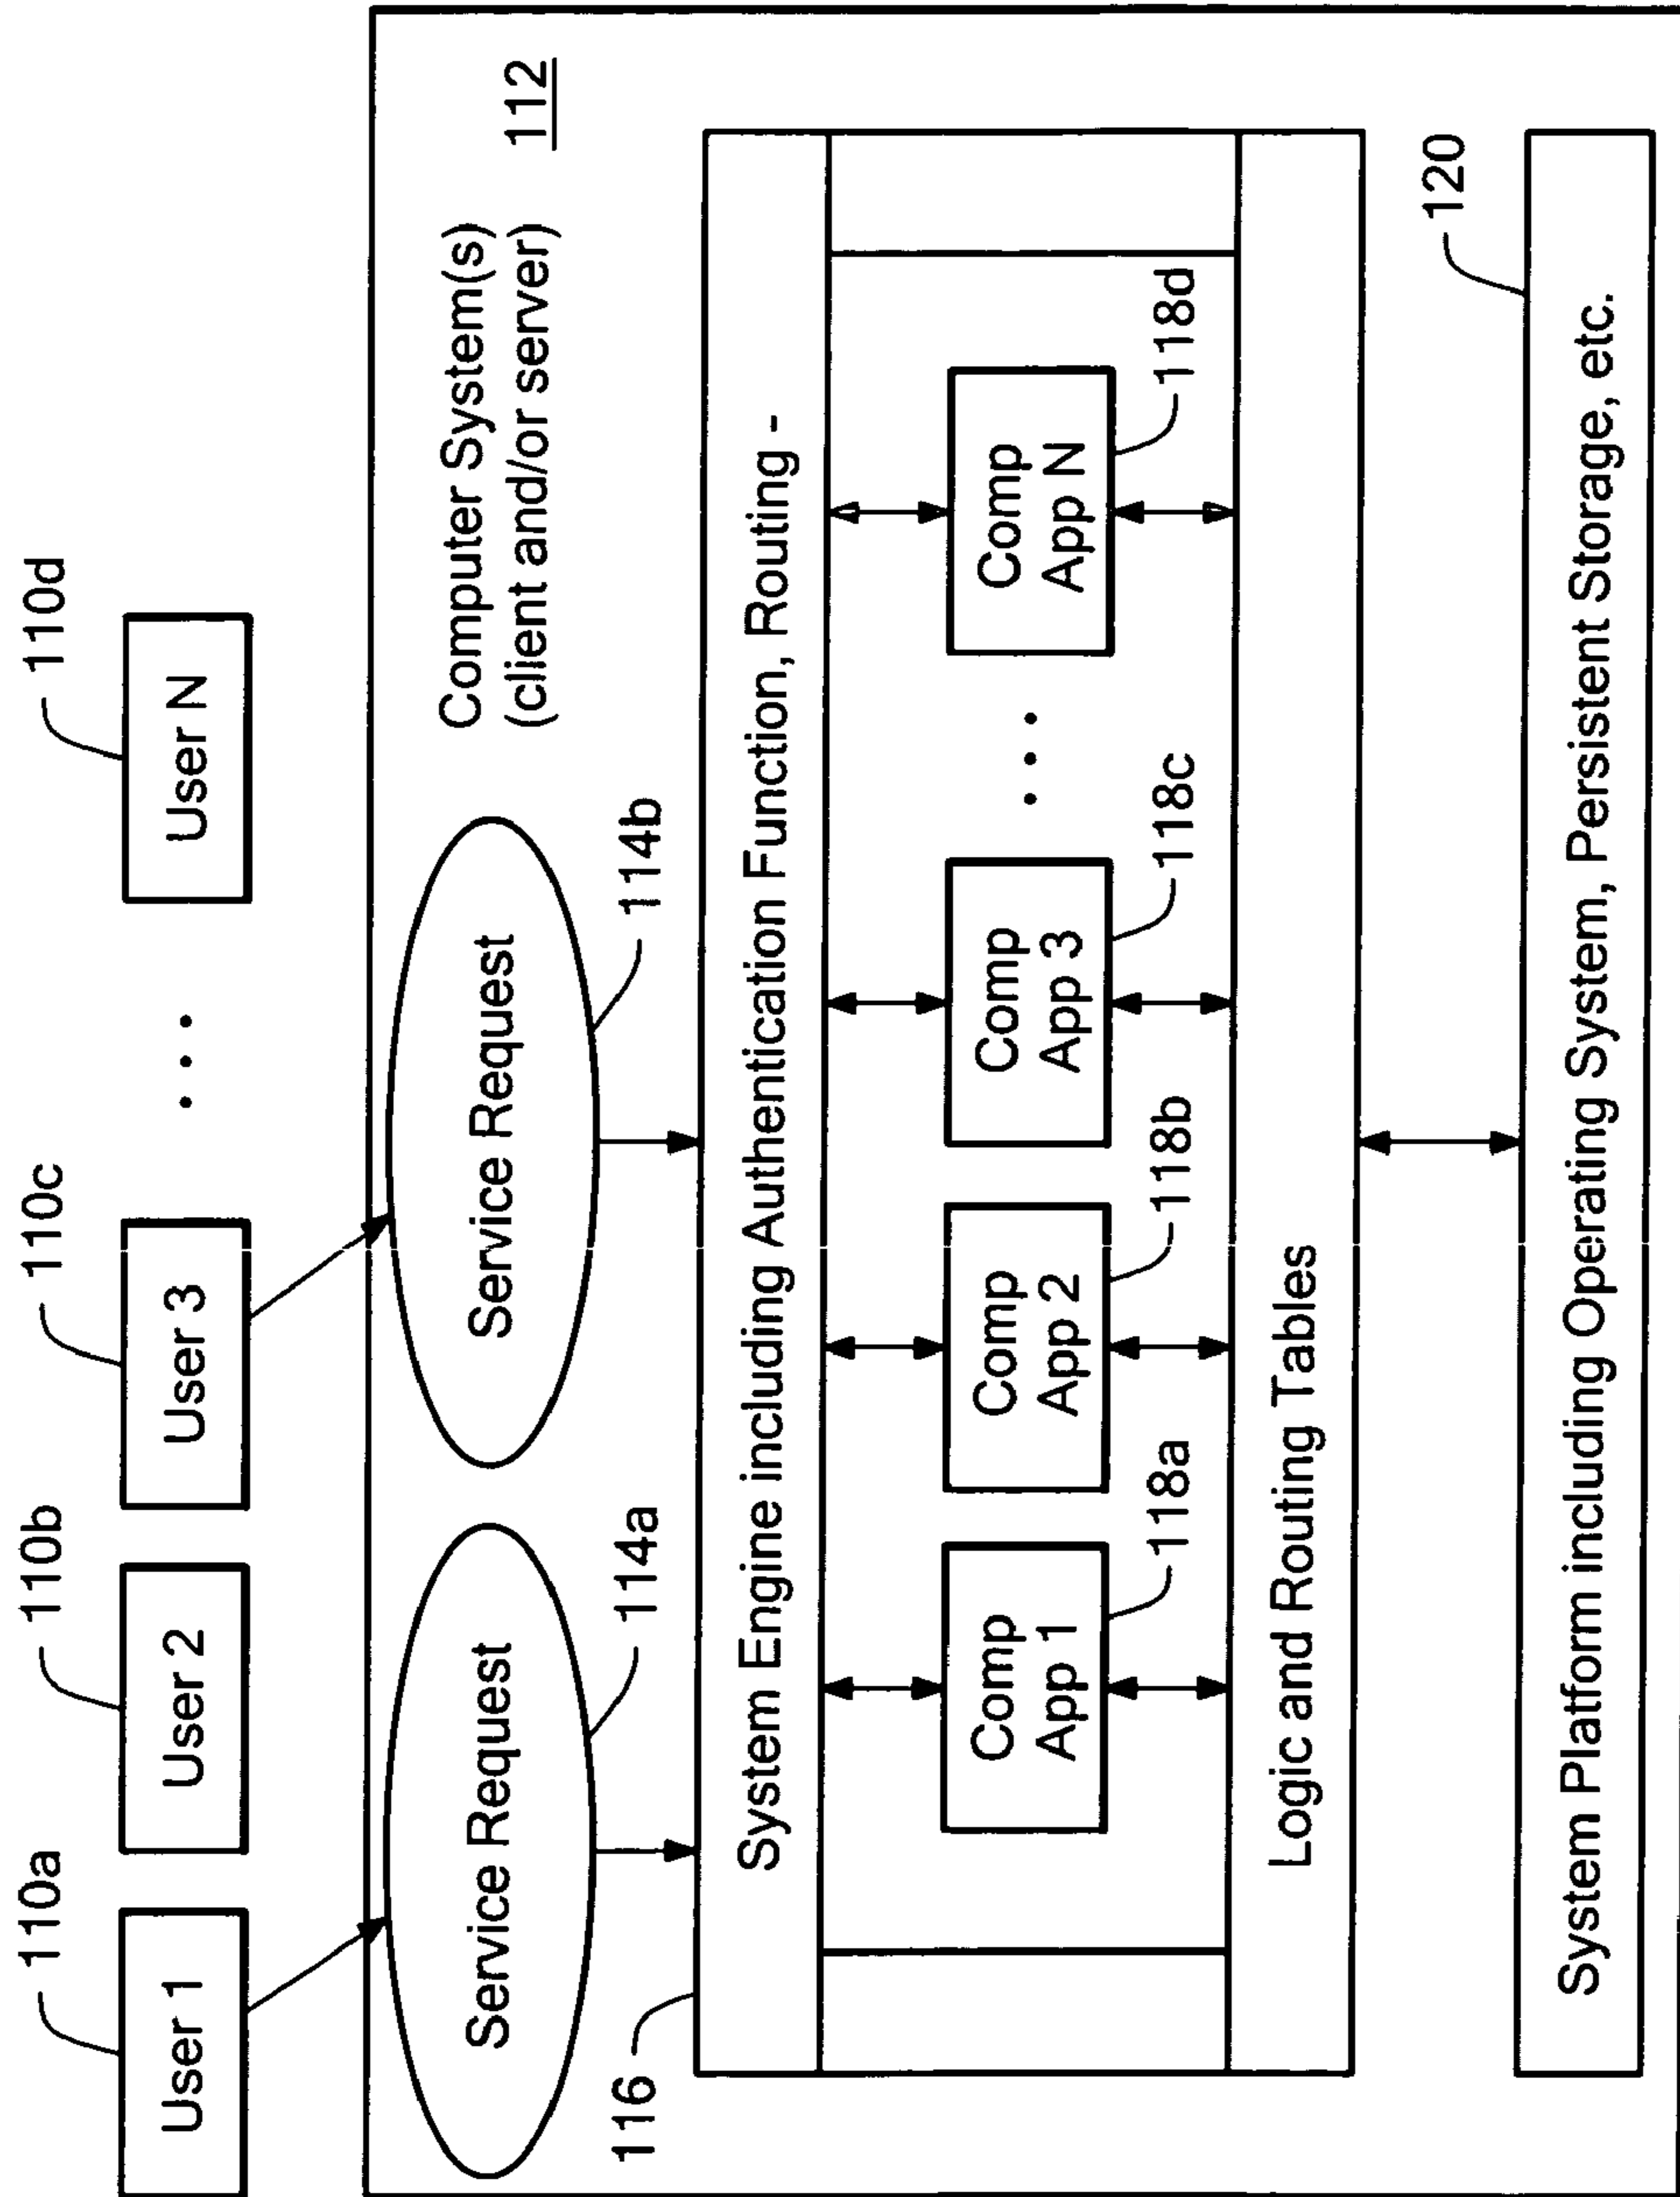 110a
110b
110c
110d
User 1
User 2
User 3
...
User N
Service Request
Service Request
Computer System(s)
(client and/or server)
112
114a
114b
116
System Engine including Authentication Function, Routing -
Comp
App 1
Comp
App 2
Comp
App 3
...
Comp
App N
118a
118b
118c
118d
Logic and Routing Tables
120
System Platform including Operating System, Persistent Storage, etc.